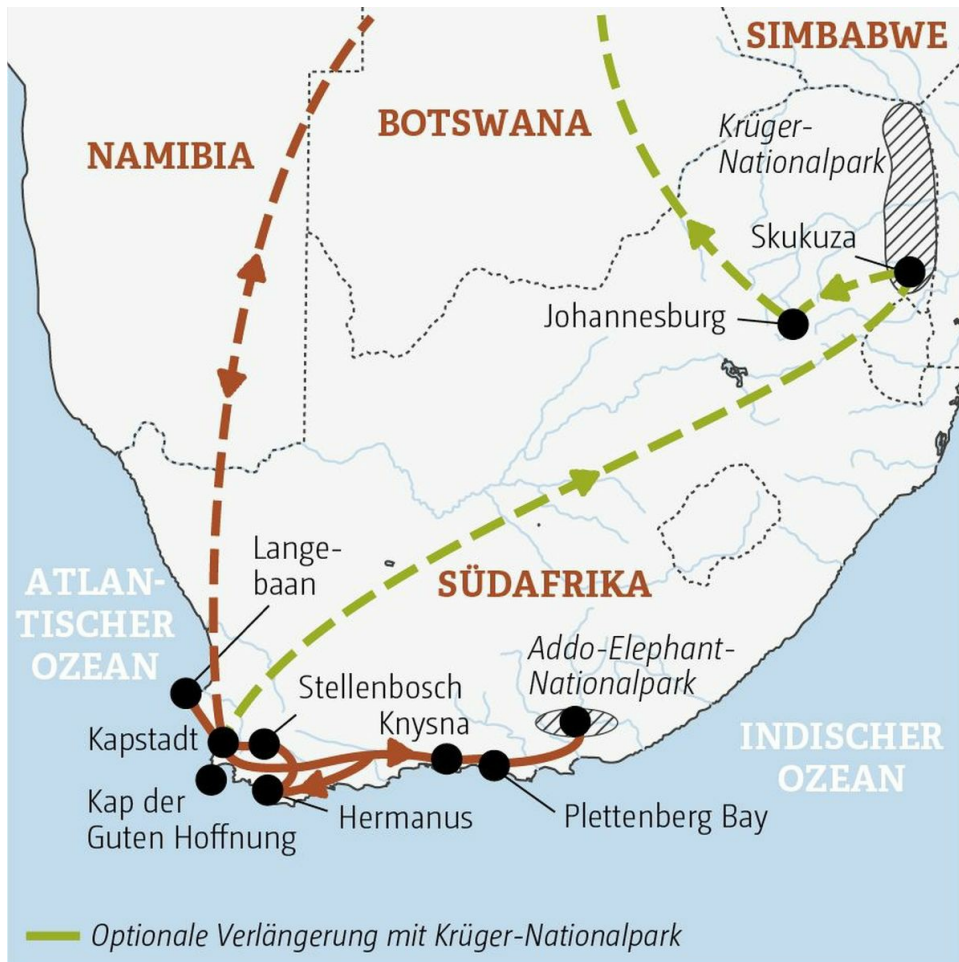 SIMBABWE
BOTSWANA
NAMIBIA
Krüger-
Nationalpark
Skukuza
Johannesburg
Lange-
baan
ATLAN-
TISCHER
OZEAN
SÜDAFRIKA
Addo-Elephant-
Nationalpark
Stellenbosch
Knysna
Kapstadt
INDISCHER
OZEAN
Kap der
Guten Hoffnung
Hermanus
Plettenberg Bay
Optionale Verlängerung mit Krüger-Nationalpark